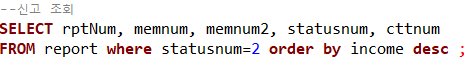 --신고 조회
SELECT rptNum, memnum, memnum2, statusnum, cttnum
FROM report where statusnum=2 order by income desc ;